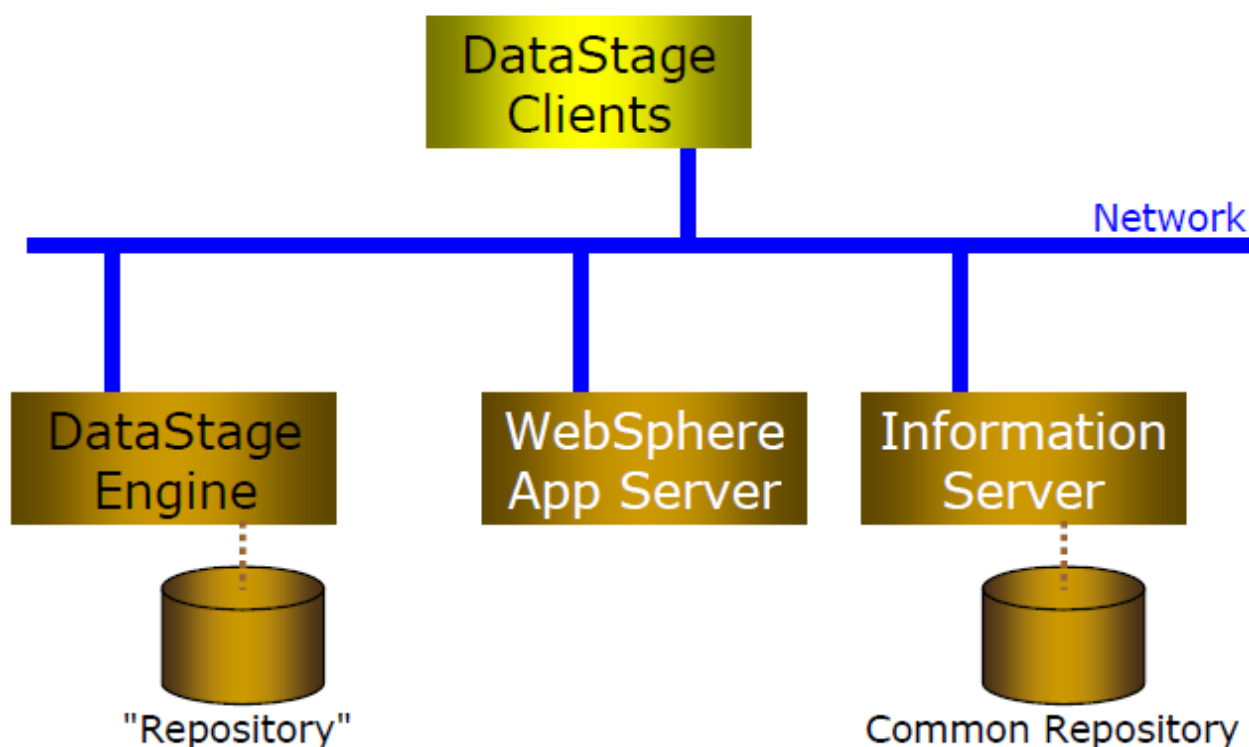 DataStage
Clients
Network
DataStage
Engine
WebSphere
App Server
Information
Server
"Repository"
Common Repository